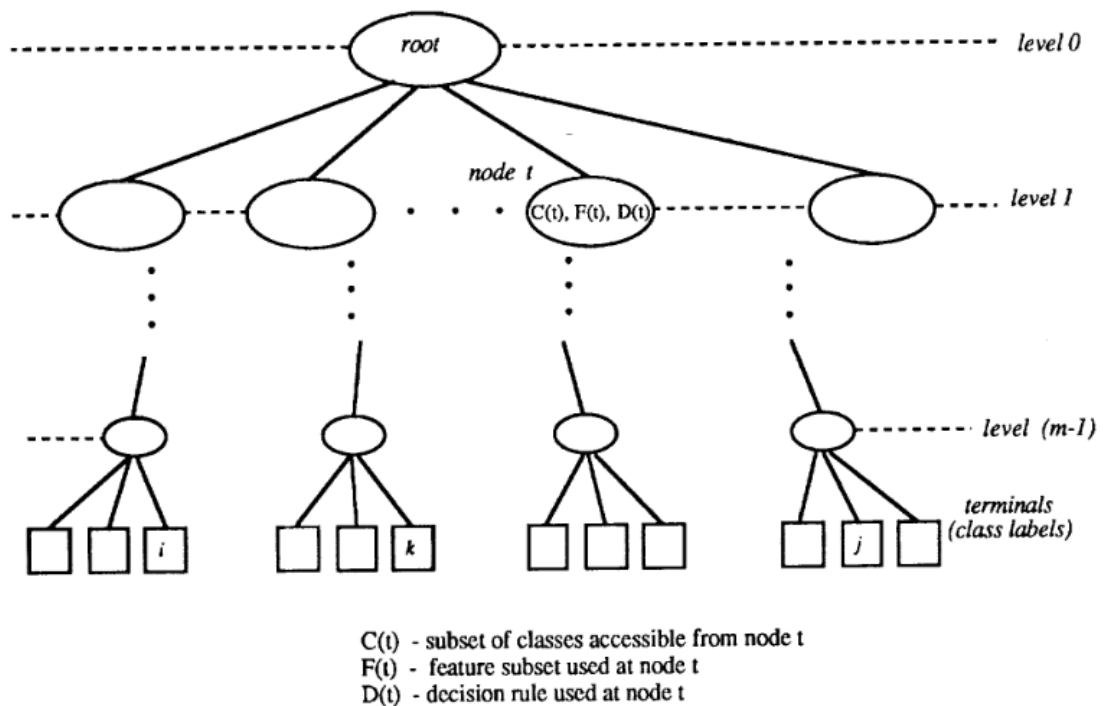 root
level 0
node t
level 1
C(t), F(t), D(t)
level (m-1)
terminals
(class labels)
i
k
j
C(t) - subset of classes accessible from node t
F(t) - feature subset used at node t
D(t) - decision rule used at node t